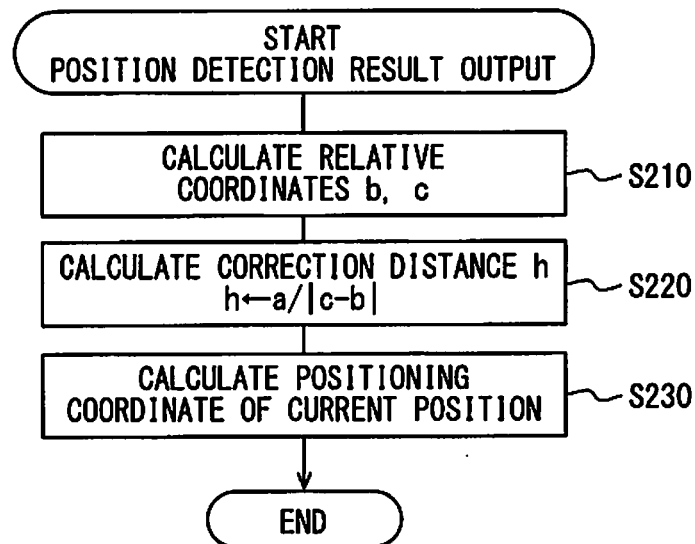 START
POSITION DETECTION RESULT OUTPUT
CALCULATE RELATIVE
COORDINATES b, c
S210
CALCULATE CORRECTION DISTANCE h
h←a/|c-b|
S220
CALCULATE POSITIONING
COORDINATE OF CURRENT POSITION
S230
END